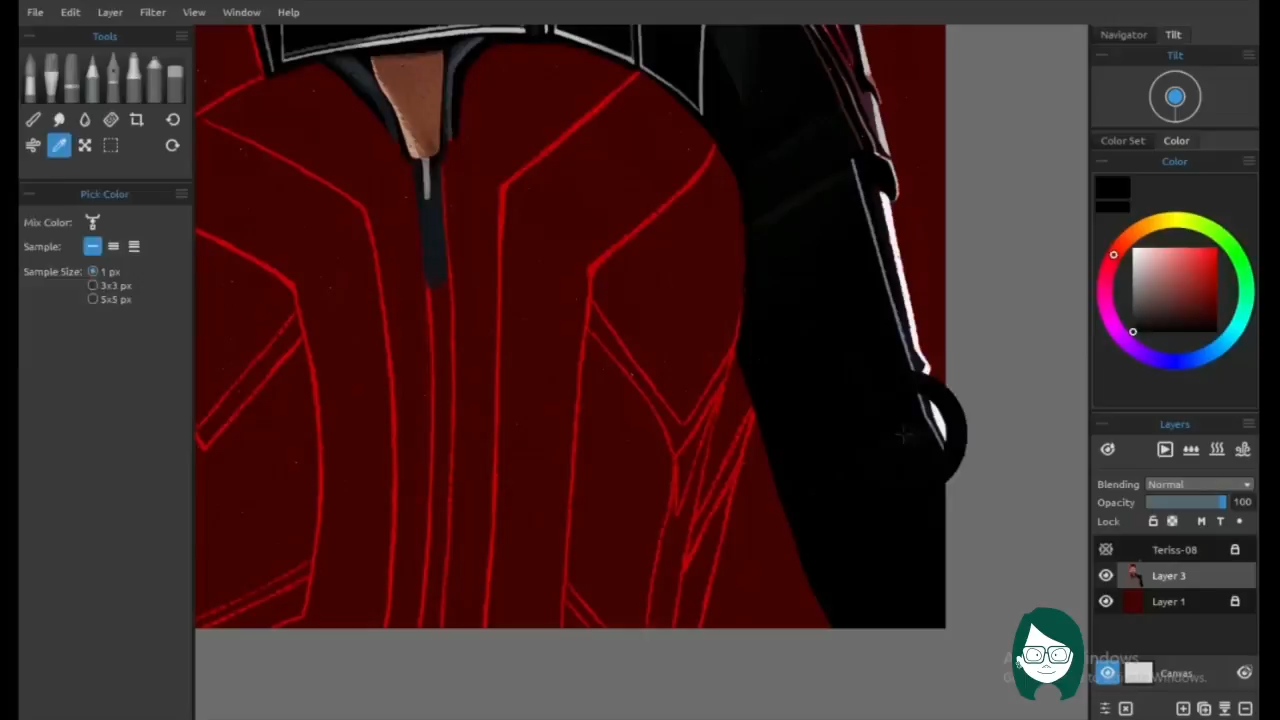 File Edit Layer Filter View Window Help
Tools
Navigator Tilt
Tilt
Color Set Color
Color
Pick Color
Mix Color:
Sample:
Sample Size: 1 px
3x3 px
5x5 px
Layers
Blending Normal
Opacity 100
Lock M T
Teriss-08
Layer 3
Layer 1
Canvas